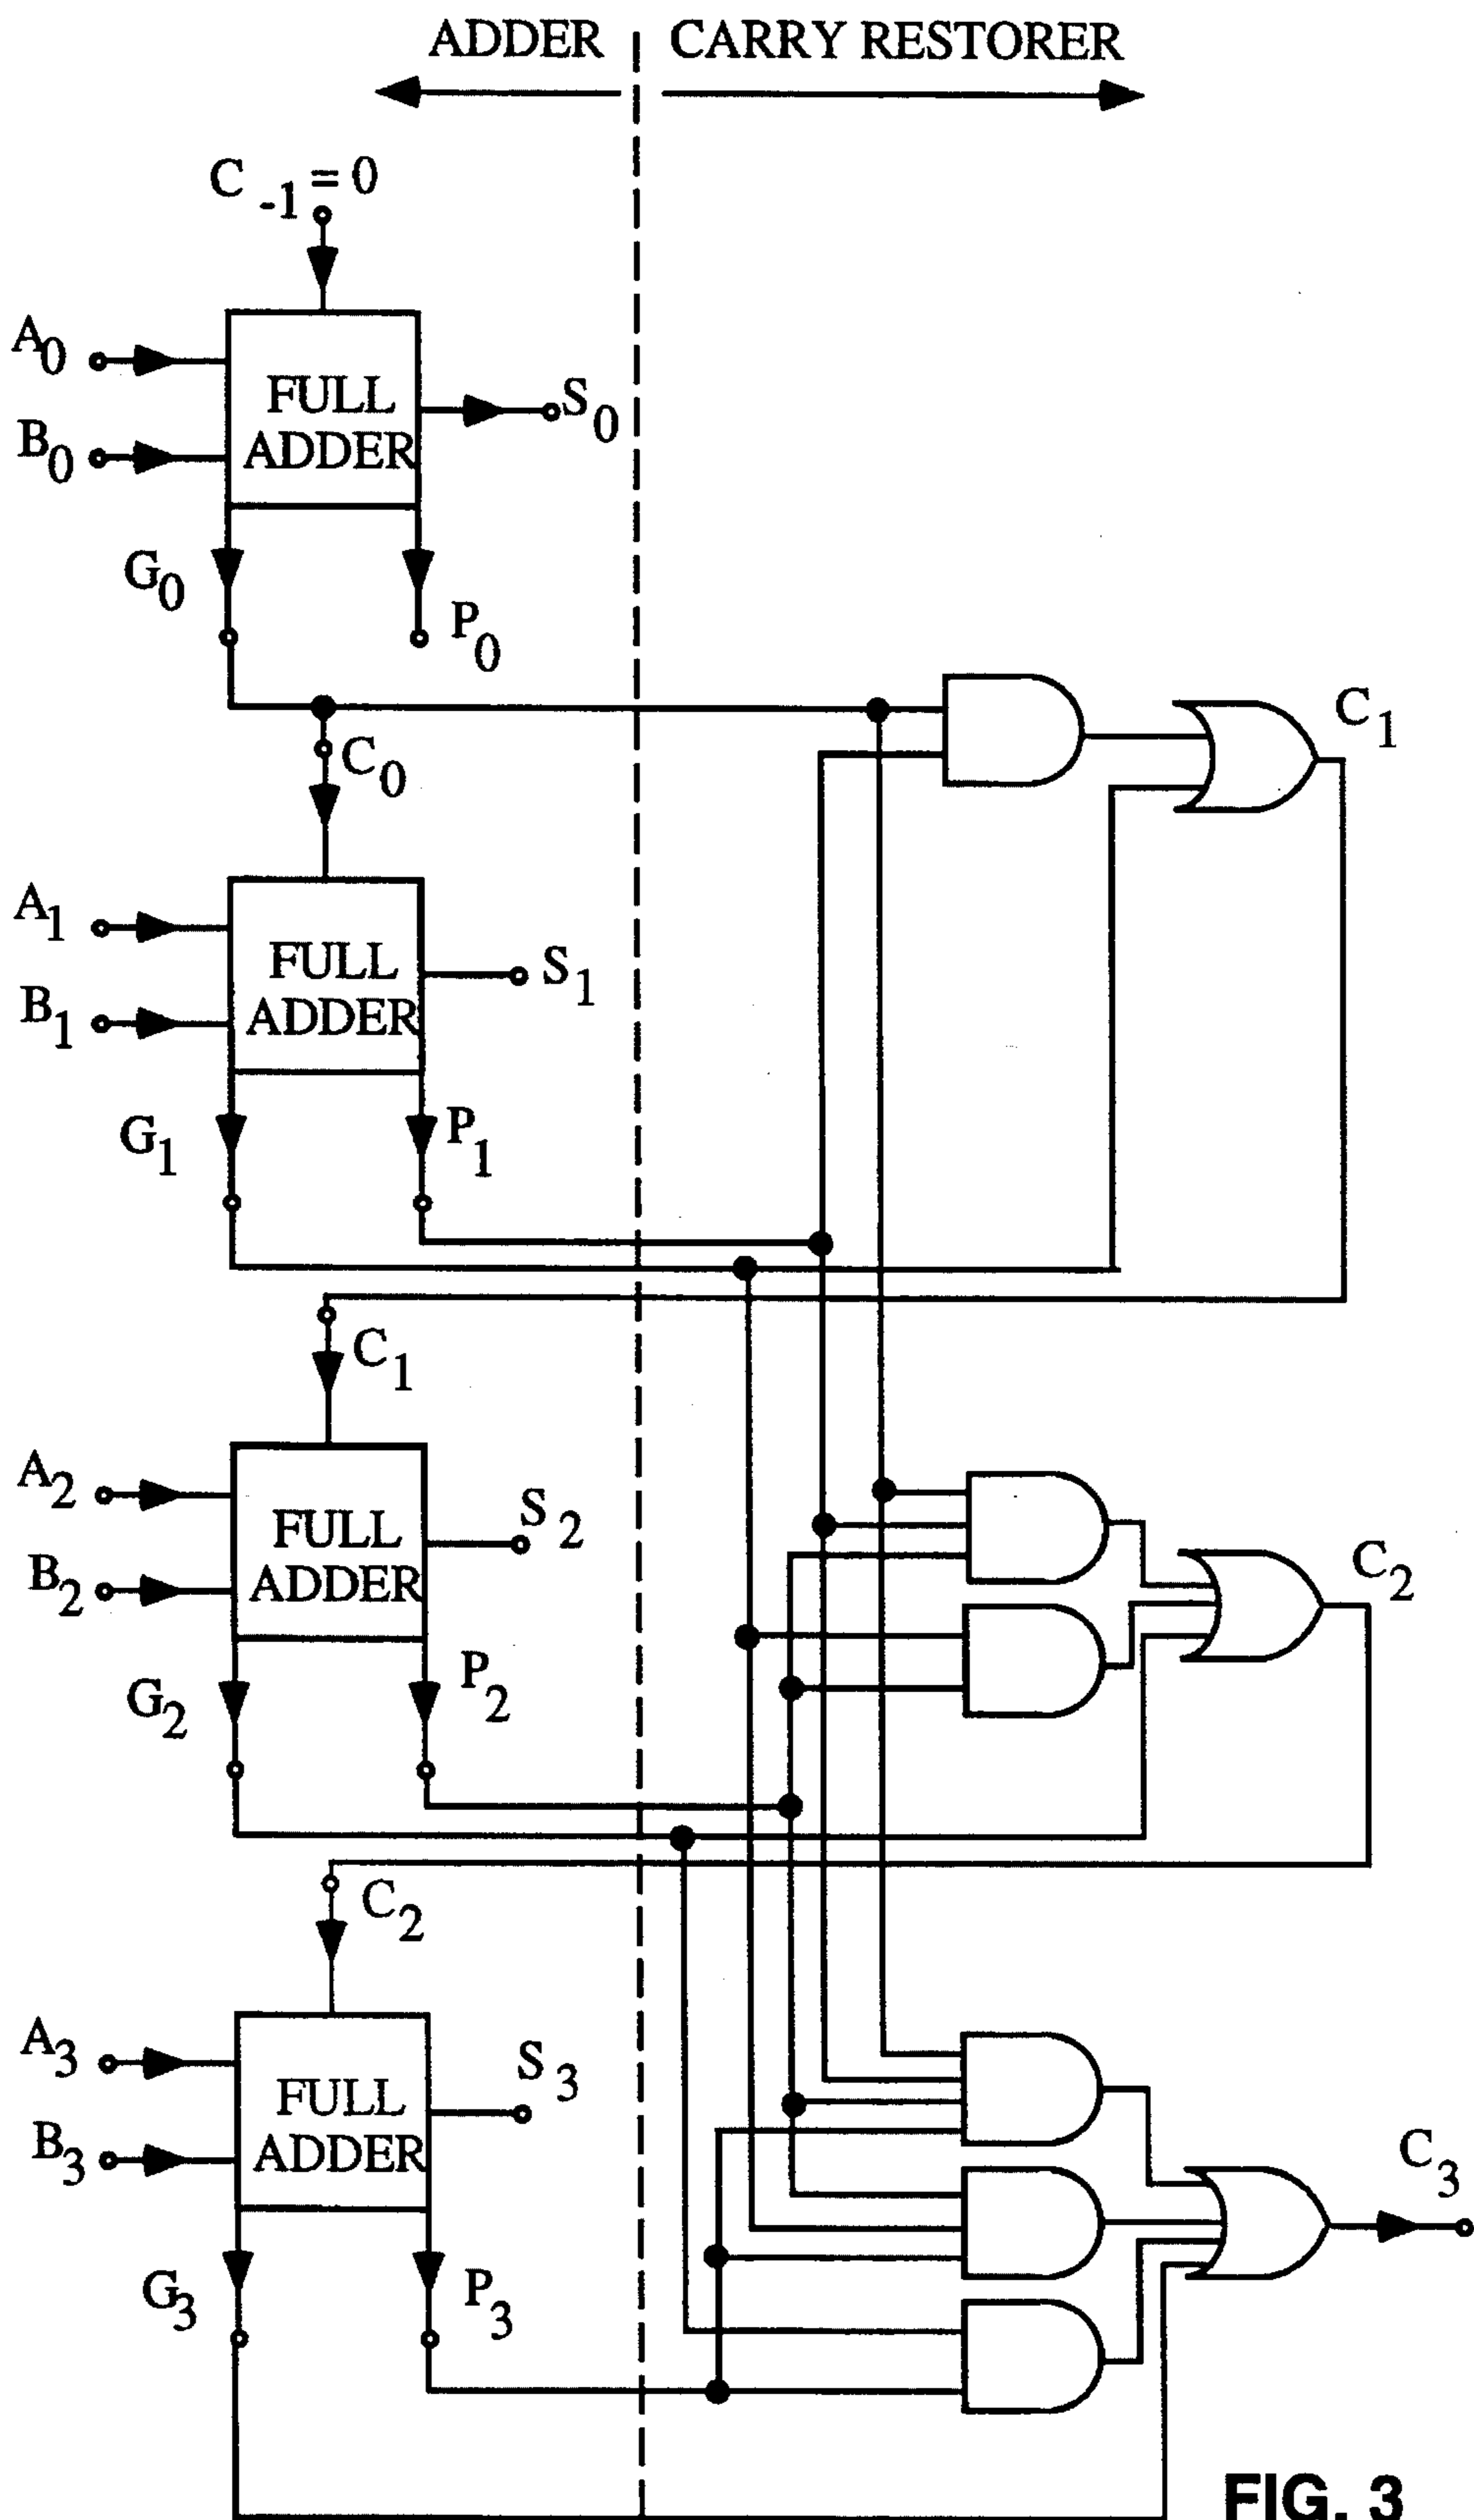 ADDER CARRY RESTORER
C-1 = 0
A0
FULL ADDER
S0
B0
G0
P0
C1
C0
A1
FULL ADDER
S1
B1
G1
P1
C1
A2
FULL ADDER
S2
B2
C2
G2
P2
C2
A3
FULL ADDER
S3
B3
C3
G3
P3
FIG. 3